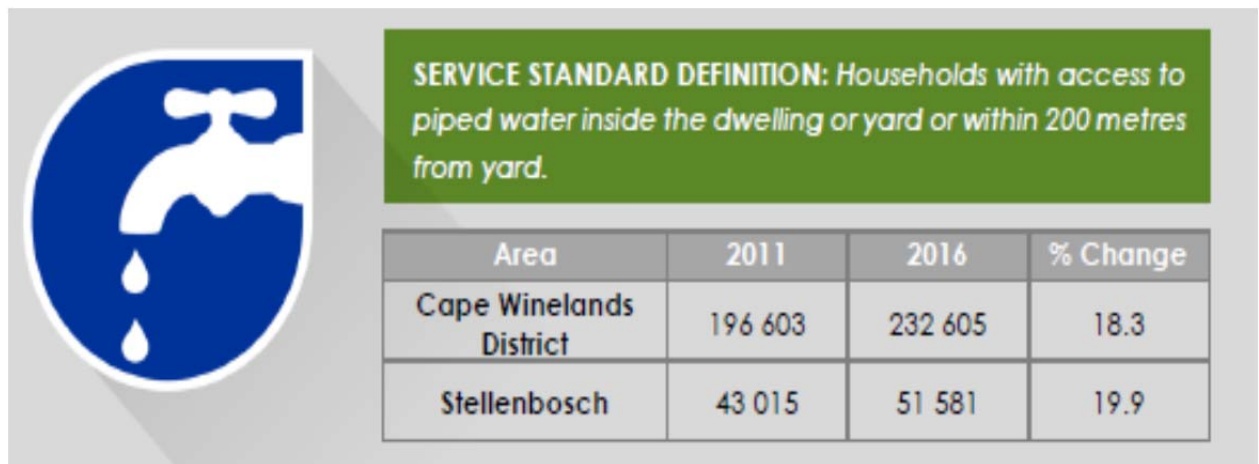 SERVICE STANDARD DEFINITION: Households with access to
piped water inside the dwelling or yard or within 200 metres
from yard.
Area 2011 2016 % Change
Cape Winelands
District 196 603 232 605 18.3
Stellenbosch 43 015 51 581 19.9